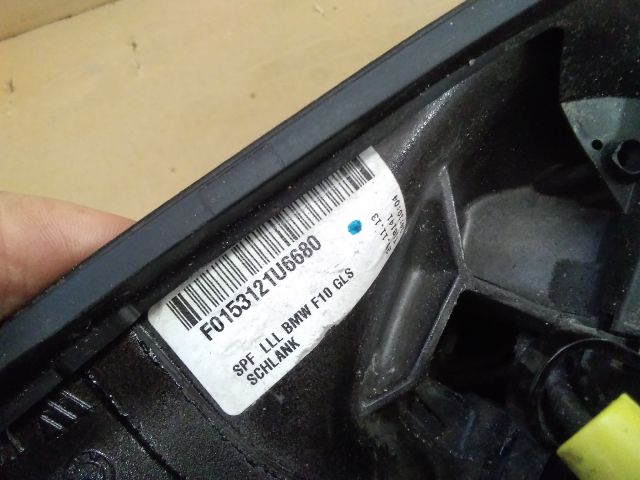 F0153121U6680
SPF LLL BMW F10 GLS
SCHLANK